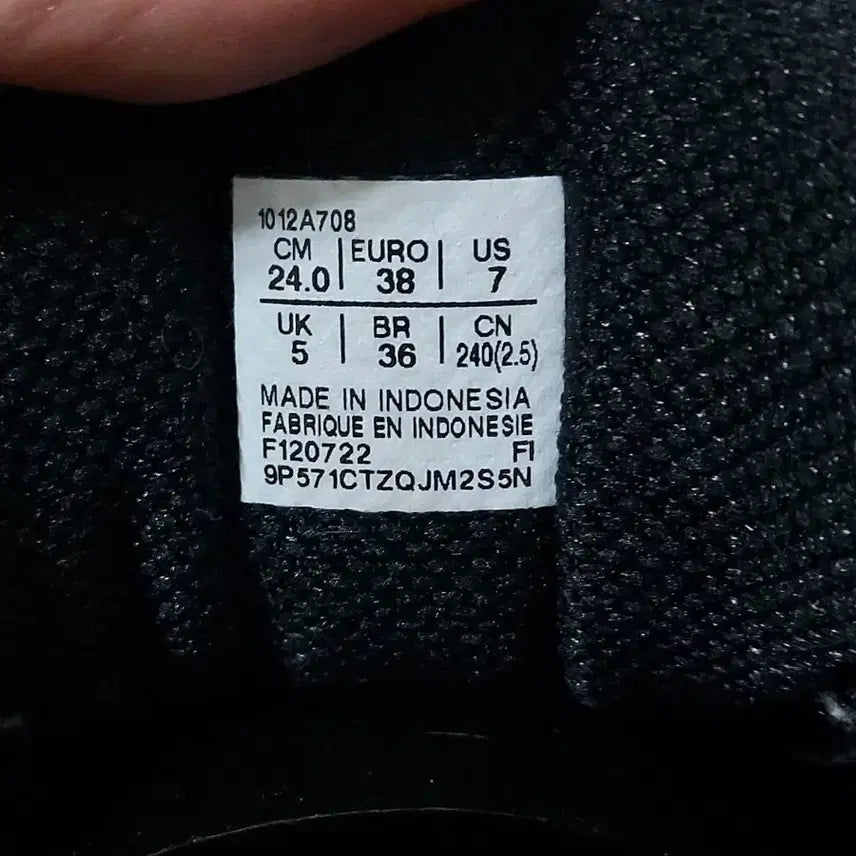 1012A708
CM | EURO | US
24.0 | 38 | 7
UK | BR | CN
5 | 36 | 240(2.5)
MADE IN INDONESIA
FABRIQUE EN INDONESIE
F120722 FI
9P571CTZQJM2S5N